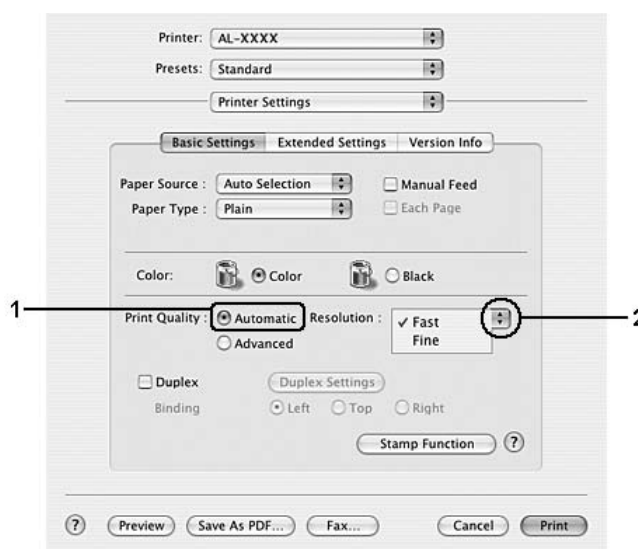 Printer: AL-XXXX
Presets: Standard
Printer Settings
Basic Settings Extended Settings Version Info
Paper Source : Auto Selection Manual Feed
Paper Type : Plain Each Page
Color: Color Black
1 Print Quality : Automatic Resolution : ✓ Fast 2
Advanced Fine
Duplex Duplex Settings
Binding Left Top Right
Stamp Function ?
? Preview Save As PDF... Fax... Cancel Print